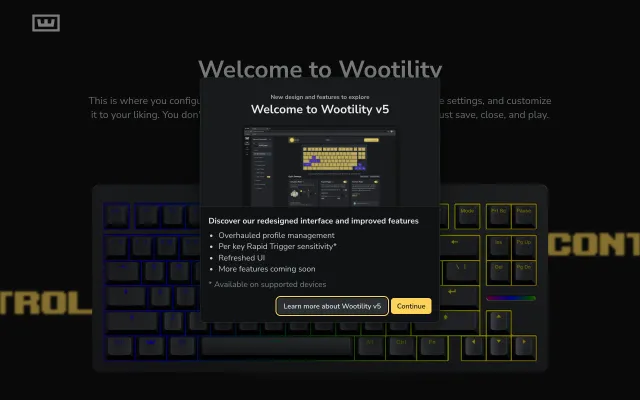 Welcome to Wootility
This is where you configu
e settings, and customize
it to your liking. You don'
ust save, close, and play.
New design and features to explore
Welcome to Wootility v5
Discover our redesigned interface and improved features
• Overhauled profile management
• Per key Rapid Trigger sensitivity*
• Refreshed UI
• More features coming soon
* Available on supported devices
Learn more about Wootility v5
Continue
Mode
Prt Sc
Pause
Ins
Pg Up
Del
Pg Dn
Ctrl
Fn
TROL
CONT